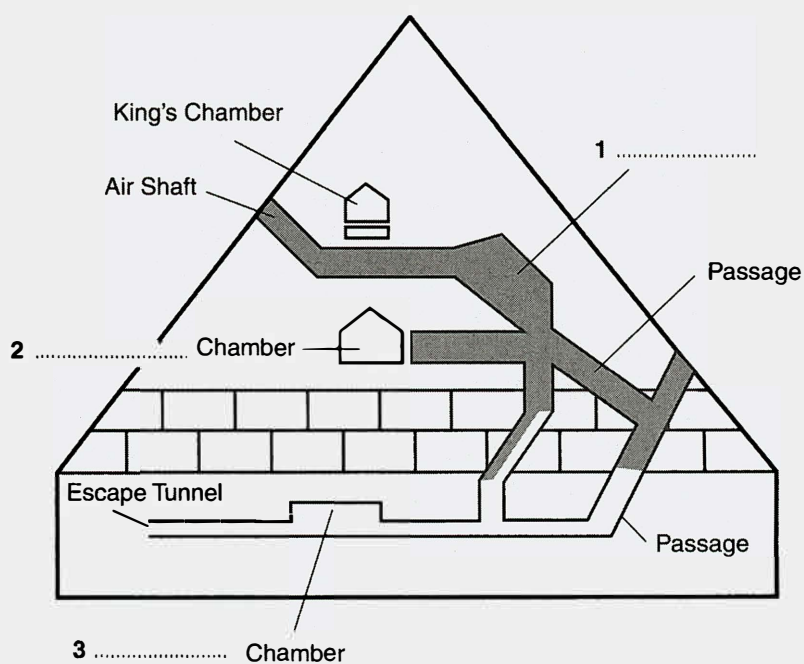 King's Chamber
1 ........................
Air Shaft
Passage
2 ........................ Chamber
Escape Tunnel
Passage
3 ..................... Chamber